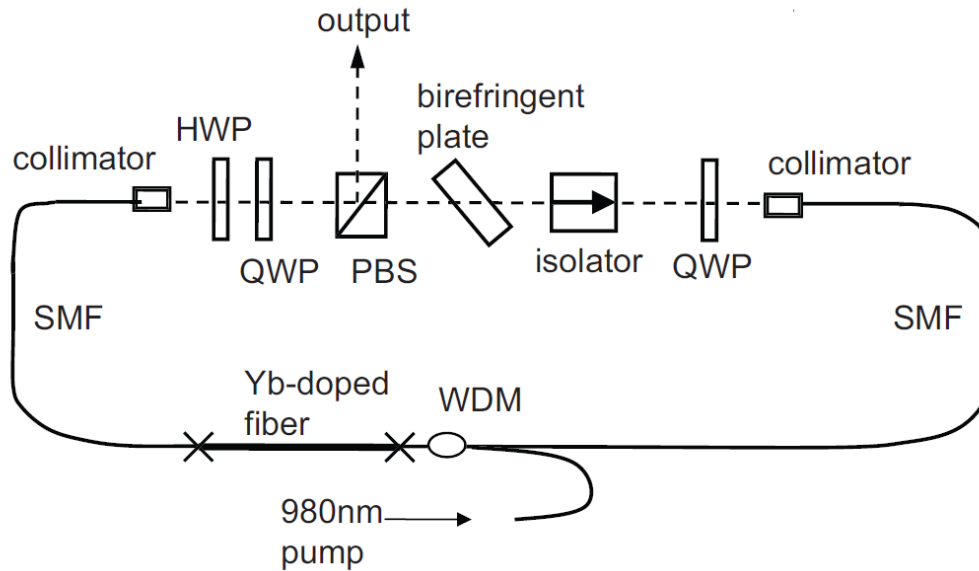 output
birefringent
plate
HWP
collimator
collimator
QWP
PBS
isolator
QWP
SMF
SMF
Yb-doped
fiber
WDM
980nm
pump